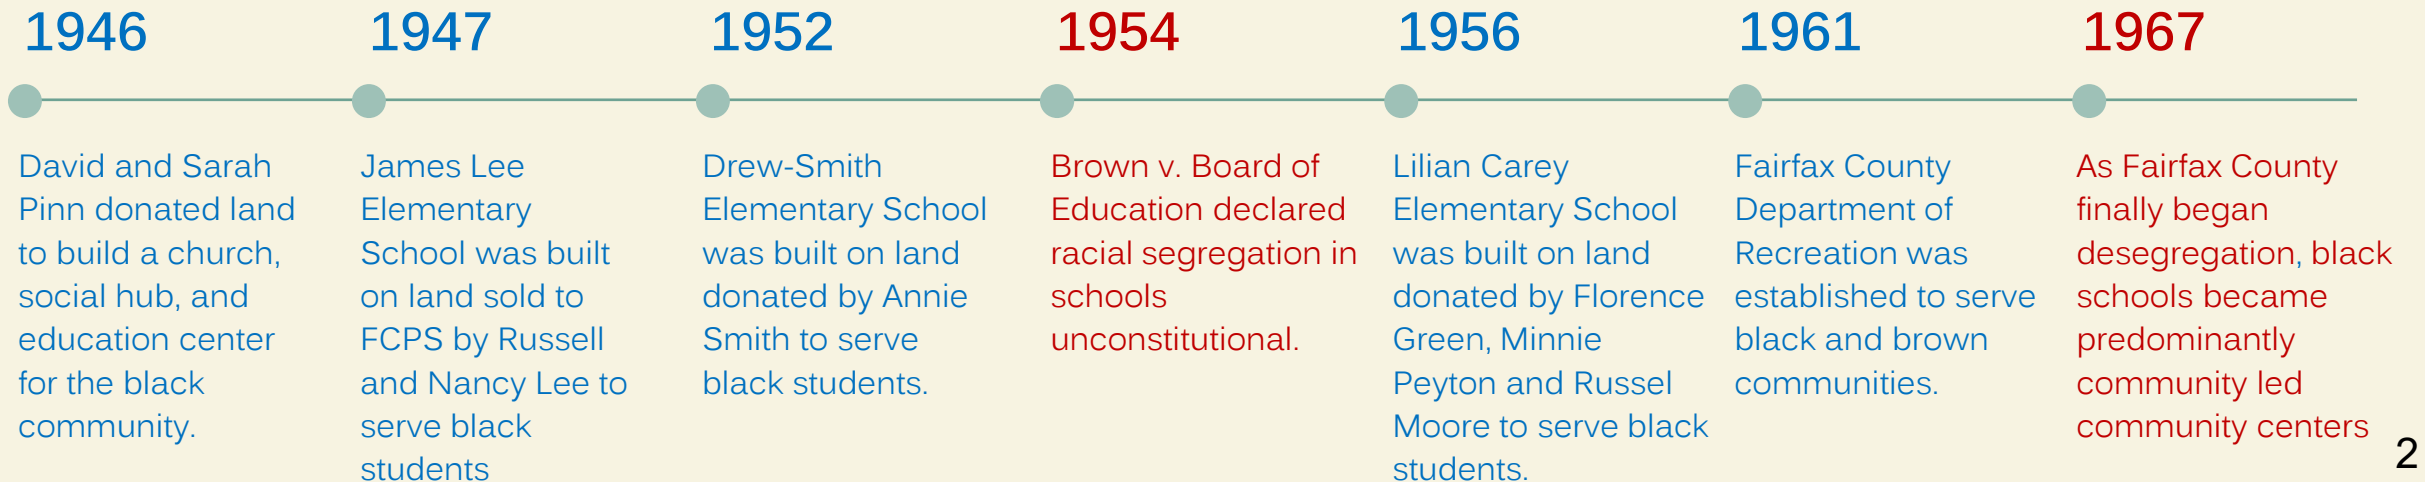 1946
David and Sarah
Pinn donated land
to build a church,
social hub, and
education center
for the black
community.
1947
James Lee
Elementary
School was built
on land sold to
FCPS by Russell
and Nancy Lee to
serve black
students
1952
Drew-Smith
Elementary School
was built on land
donated by Annie
Smith to serve
black students.
1954
Brown v. Board of
Education declared
racial segregation in
schools
unconstitutional.
1956
Lilian Carey
Elementary School
was built on land
donated by Florence
Green, Minnie
Peyton and Russel
Moore to serve black
students.
1961
Fairfax County
Department of
Recreation was
established to serve
black and brown
communities.
1967
As Fairfax County
finally began
desegregation, black
schools became
predominantly
community led
community centers
2